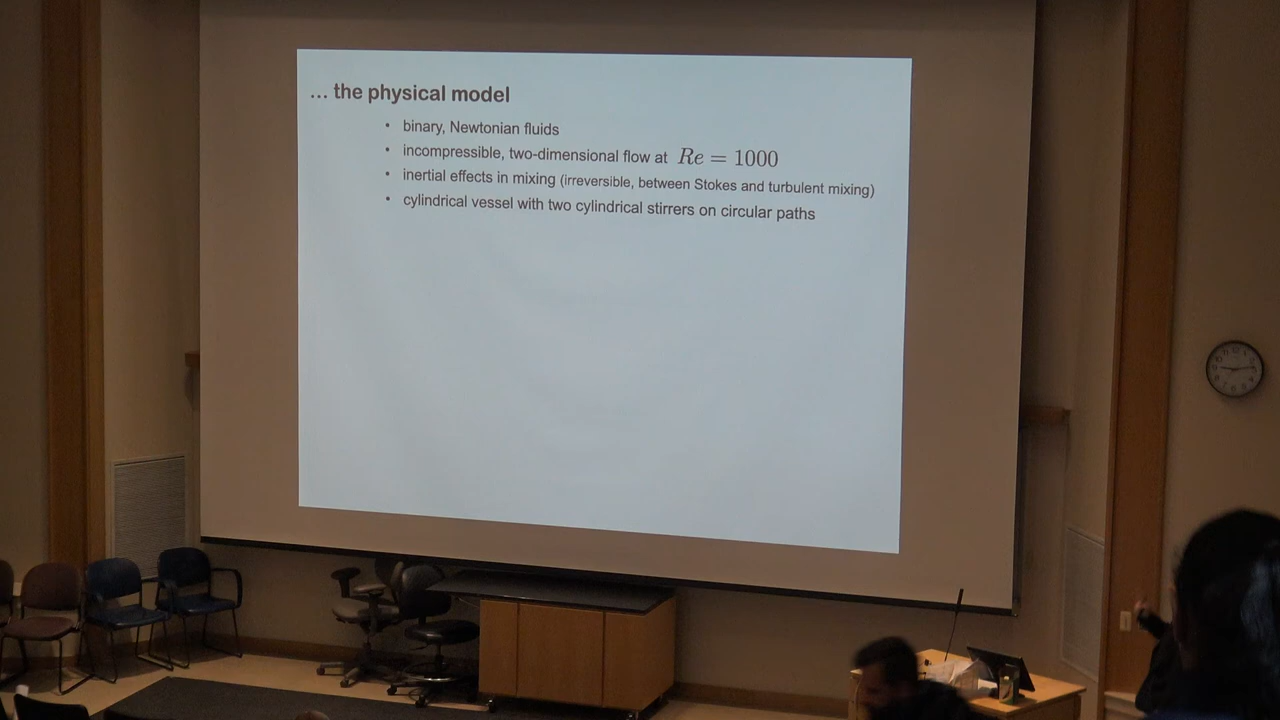 ... the physical model
• binary, Newtonian fluids
• incompressible, two-dimensional flow at Re = 1000
• inertial effects in mixing (irreversible, between Stokes and turbulent mixing)
• cylindrical vessel with two cylindrical stirrers on circular paths